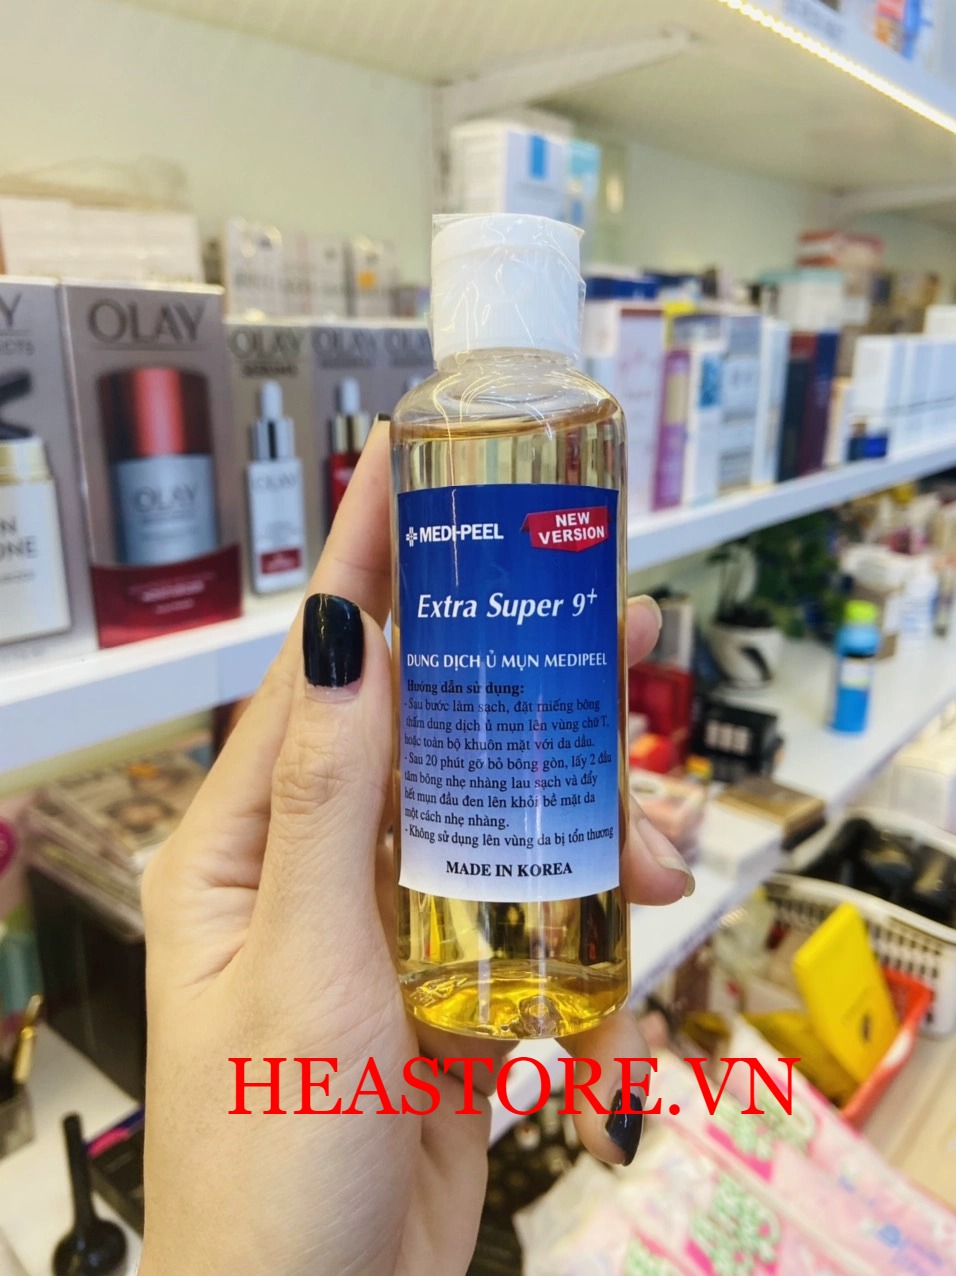 OLAY
OLAY
OLAY
OLAY
OLAY
OLAY
MEDI-PEEL
NEW
VERSION
Extra Super 9+
DUNG DỊCH Ủ MỤN MEDIPEEL
Hướng dẫn sử dụng:
- Sau bước làm sạch, đặt miếng bông
thấm dung dịch ủ mụn lên vùng chữ T,
hoặc toàn bộ khuôn mặt với da dầu.
- Sau 20 phút gỡ bỏ bông gòn, lấy 2 đầu
tăm bông nhẹ nhàng lau sạch và đẩy
hết mụn đầu đen lên khỏi bề mặt da
một cách nhẹ nhàng.
- Không sử dụng lên vùng da bị tổn thương
MADE IN KOREA
HEASTORE.VN